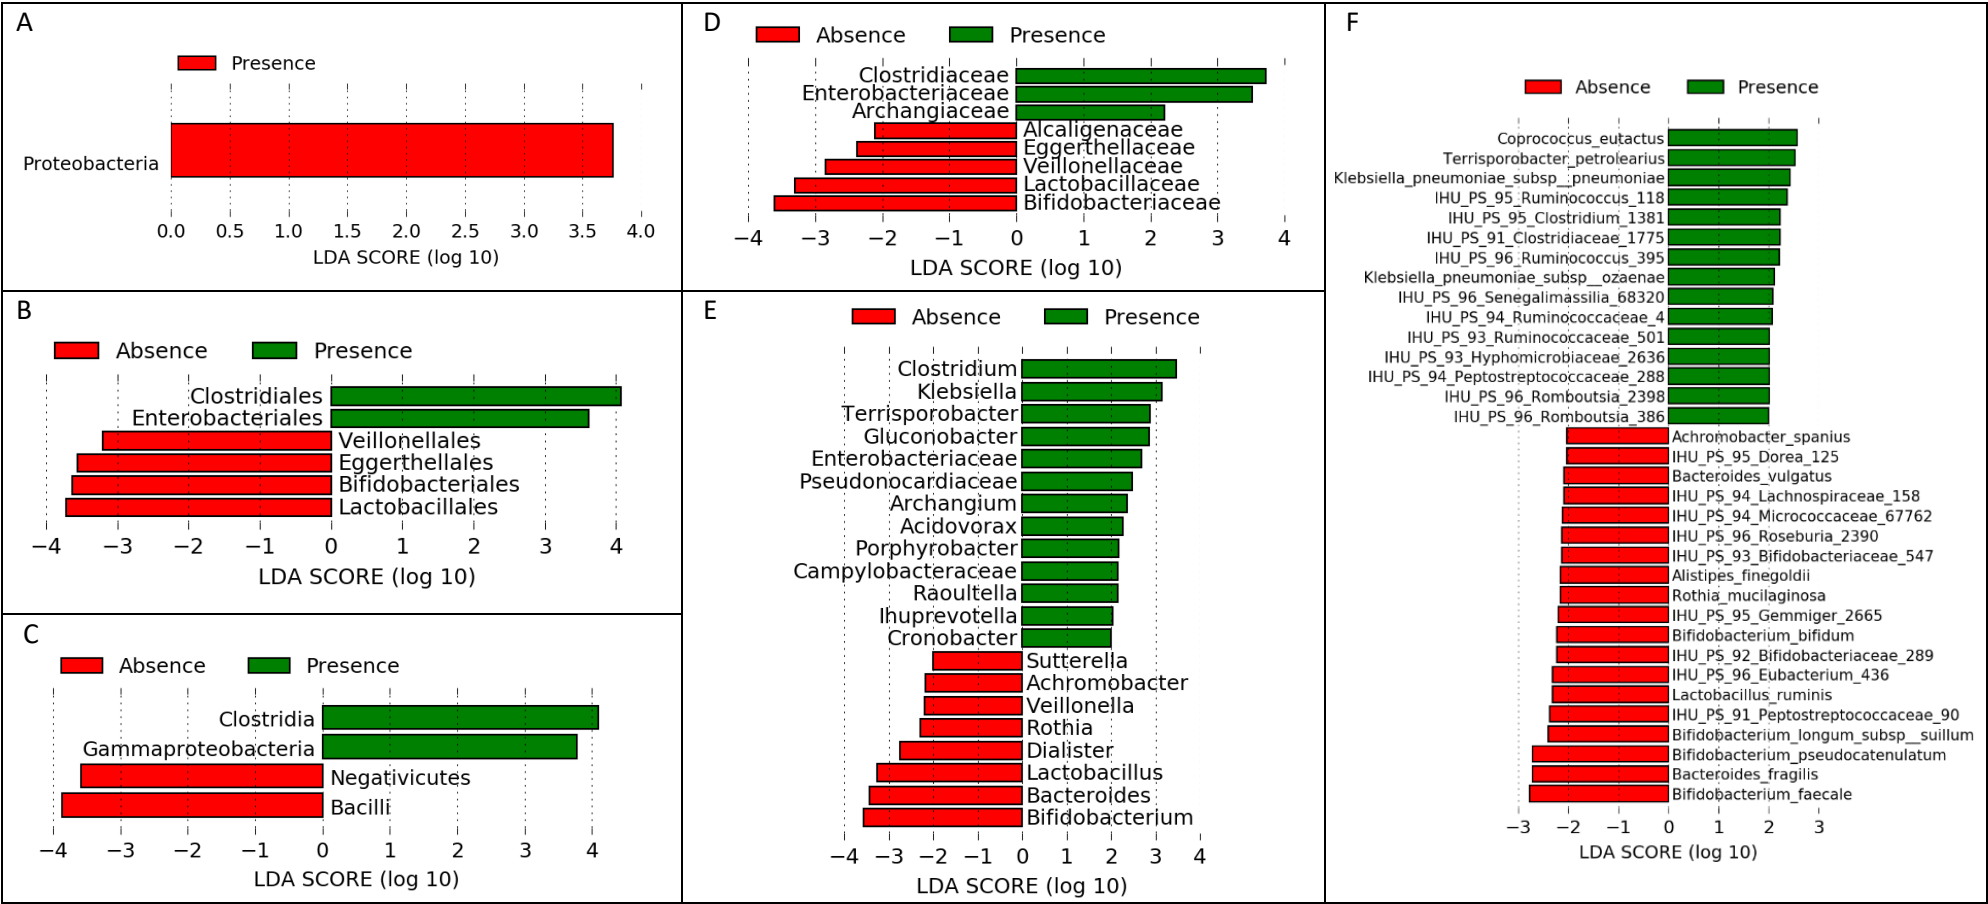 A
Presence
Proteobacteria
0.0 0.5 1.0 1.5 2.0 2.5 3.0 3.5 4.0
LDA SCORE (log 10)
B
Absence Presence
Clostridiales
Enterobacteriales
Veillonellales
Eggerthellales
Bifidobacteriales
Lactobacillales
−4 −3 −2 −1 0 1 2 3 4
LDA SCORE (log 10)
C
Absence Presence
Clostridia
Gammaproteobacteria
Negativicutes
Bacilli
−4 −3 −2 −1 0 1 2 3 4
LDA SCORE (log 10)
D
Absence Presence
Clostridiaceae
Enterobacteriaceae
Archangiaceae
Alcaligenaceae
Eggerthellaceae
Veillonellaceae
Lactobacillaceae
Bifidobacteriaceae
−4 −3 −2 −1 0 1 2 3 4
LDA SCORE (log 10)
E
Absence Presence
Clostridium
Klebsiella
Terrisporobacter
Gluconobacter
Enterobacteriaceae
Pseudonocardiaceae
Archangium
Acidovorax
Porphyrobacter
Campylobacteraceae
Raoultella
Ihuprevotella
Cronobacter
Sutterella
Achromobacter
Veillonella
Rothia
Dialister
Lactobacillus
Bacteroides
Bifidobacterium
−4 −3 −2 −1 0 1 2 3 4
LDA SCORE (log 10)
F
Absence Presence
Coprococcus_eutactus
Terrisporobacter_petrolearius
Klebsiella_pneumoniae_subsp__pneumoniae
IHU_PS_95_Ruminococcus_118
IHU_PS_95_Clostridium_1381
IHU_PS_91_Clostridiaceae_1775
IHU_PS_96_Ruminococcus_395
Klebsiella_pneumoniae_subsp__ozaenae
IHU_PS_96_Senegalimassilia_68320
IHU_PS_94_Ruminococcaceae_4
IHU_PS_93_Ruminococcaceae_501
IHU_PS_93_Hyphomicrobiaceae_2636
IHU_PS_94_Peptostreptococcaceae_288
IHU_PS_96_Romboutsia_2398
IHU_PS_96_Romboutsia_386
Achromobacter_spanius
IHU_PS_95_Dorea_125
Bacteroides_vulgatus
IHU_PS_94_Lachnospiraceae_158
IHU_PS_94_Micrococcaceae_67762
IHU_PS_96_Roseburia_2390
IHU_PS_93_Bifidobacteriaceae_547
Alistipes_finegoldii
Rothia_mucilaginosa
IHU_PS_95_Gemmiger_2665
Bifidobacterium_bifidum
IHU_PS_92_Bifidobacteriaceae_289
IHU_PS_96_Eubacterium_436
Lactobacillus_ruminis
IHU_PS_91_Peptostreptococcaceae_90
Bifidobacterium_longum_subsp__suillum
Bifidobacterium_pseudocatenulatum
Bacteroides_fragilis
Bifidobacterium_faecale
−3 −2 −1 0 1 2 3
LDA SCORE (log 10)